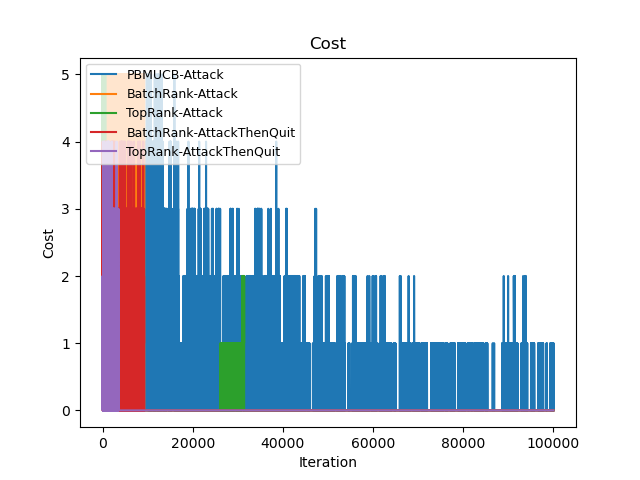 Cost
5
4
3
2
1
0
Cost
PBMUCB-Attack
BatchRank-Attack
TopRank-Attack
BatchRank-AttackThenQuit
TopRank-AttackThenQuit
0 20000 40000 60000 80000 100000
Iteration